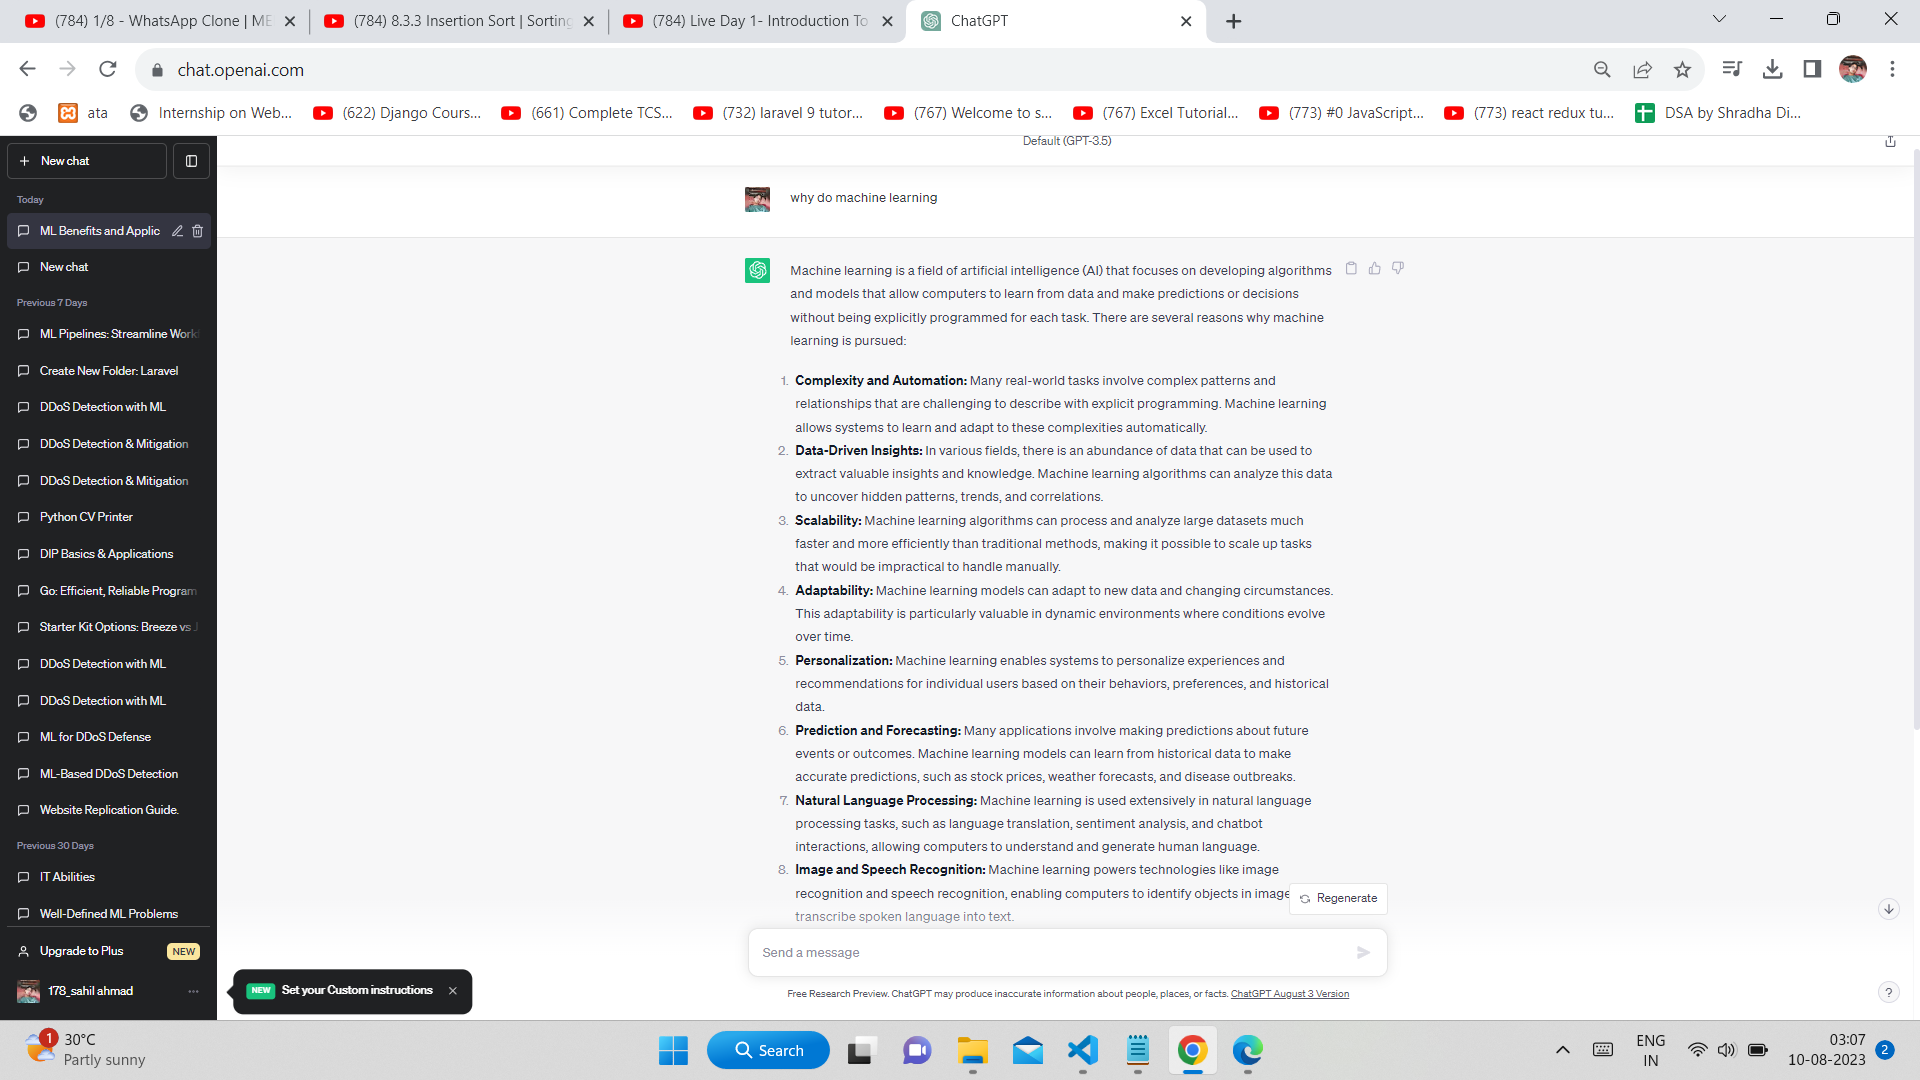 (784) 1/8 - WhatsApp Clone | ME
(784) 8.3.3 Insertion Sort | Sorting
(784) Live Day 1- Introduction To
ChatGPT
chat.openai.com
ata
Internship on Web...
(622) Django Cours...
(661) Complete TCS...
(732) laravel 9 tutor...
(767) Welcome to s...
(767) Excel Tutorial...
(773) #0 JavaScript...
(773) react redux tu...
DSA by Shradha Di...
New chat
Today
ML Benefits and Applic
New chat
Previous 7 Days
ML Pipelines: Streamline Work
Create New Folder: Laravel
DDoS Detection with ML
DDoS Detection & Mitigation
DDoS Detection & Mitigation
Python CV Printer
DIP Basics & Applications
Go: Efficient, Reliable Program
Starter Kit Options: Breeze vs J
DDoS Detection with ML
DDoS Detection with ML
ML for DDoS Defense
ML-Based DDoS Detection
Website Replication Guide.
Previous 30 Days
IT Abilities
Well-Defined ML Problems
Upgrade to Plus
NEW
178_sahil ahmad
NEW Set your Custom instructions
Default (GPT-3.5)
why do machine learning
Machine learning is a field of artificial intelligence (AI) that focuses on developing algorithms
and models that allow computers to learn from data and make predictions or decisions
without being explicitly programmed for each task. There are several reasons why machine
learning is pursued:
1. Complexity and Automation: Many real-world tasks involve complex patterns and
relationships that are challenging to describe with explicit programming. Machine learning
allows systems to learn and adapt to these complexities automatically.
2. Data-Driven Insights: In various fields, there is an abundance of data that can be used to
extract valuable insights and knowledge. Machine learning algorithms can analyze this data
to uncover hidden patterns, trends, and correlations.
3. Scalability: Machine learning algorithms can process and analyze large datasets much
faster and more efficiently than traditional methods, making it possible to scale up tasks
that would be impractical to handle manually.
4. Adaptability: Machine learning models can adapt to new data and changing circumstances.
This adaptability is particularly valuable in dynamic environments where conditions evolve
over time.
5. Personalization: Machine learning enables systems to personalize experiences and
recommendations for individual users based on their behaviors, preferences, and historical
data.
6. Prediction and Forecasting: Many applications involve making predictions about future
events or outcomes. Machine learning models can learn from historical data to make
accurate predictions, such as stock prices, weather forecasts, and disease outbreaks.
7. Natural Language Processing: Machine learning is used extensively in natural language
processing tasks, such as language translation, sentiment analysis, and chatbot
interactions, allowing computers to understand and generate human language.
8. Image and Speech Recognition: Machine learning powers technologies like image
recognition and speech recognition, enabling computers to identify objects in image
transcribe spoken language into text.
Regenerate
Send a message
Free Research Preview. ChatGPT may produce inaccurate information about people, places, or facts. ChatGPT August 3 Version
?
1
30°C
Partly sunny
Search
ENG
IN
03:07
10-08-2023
2